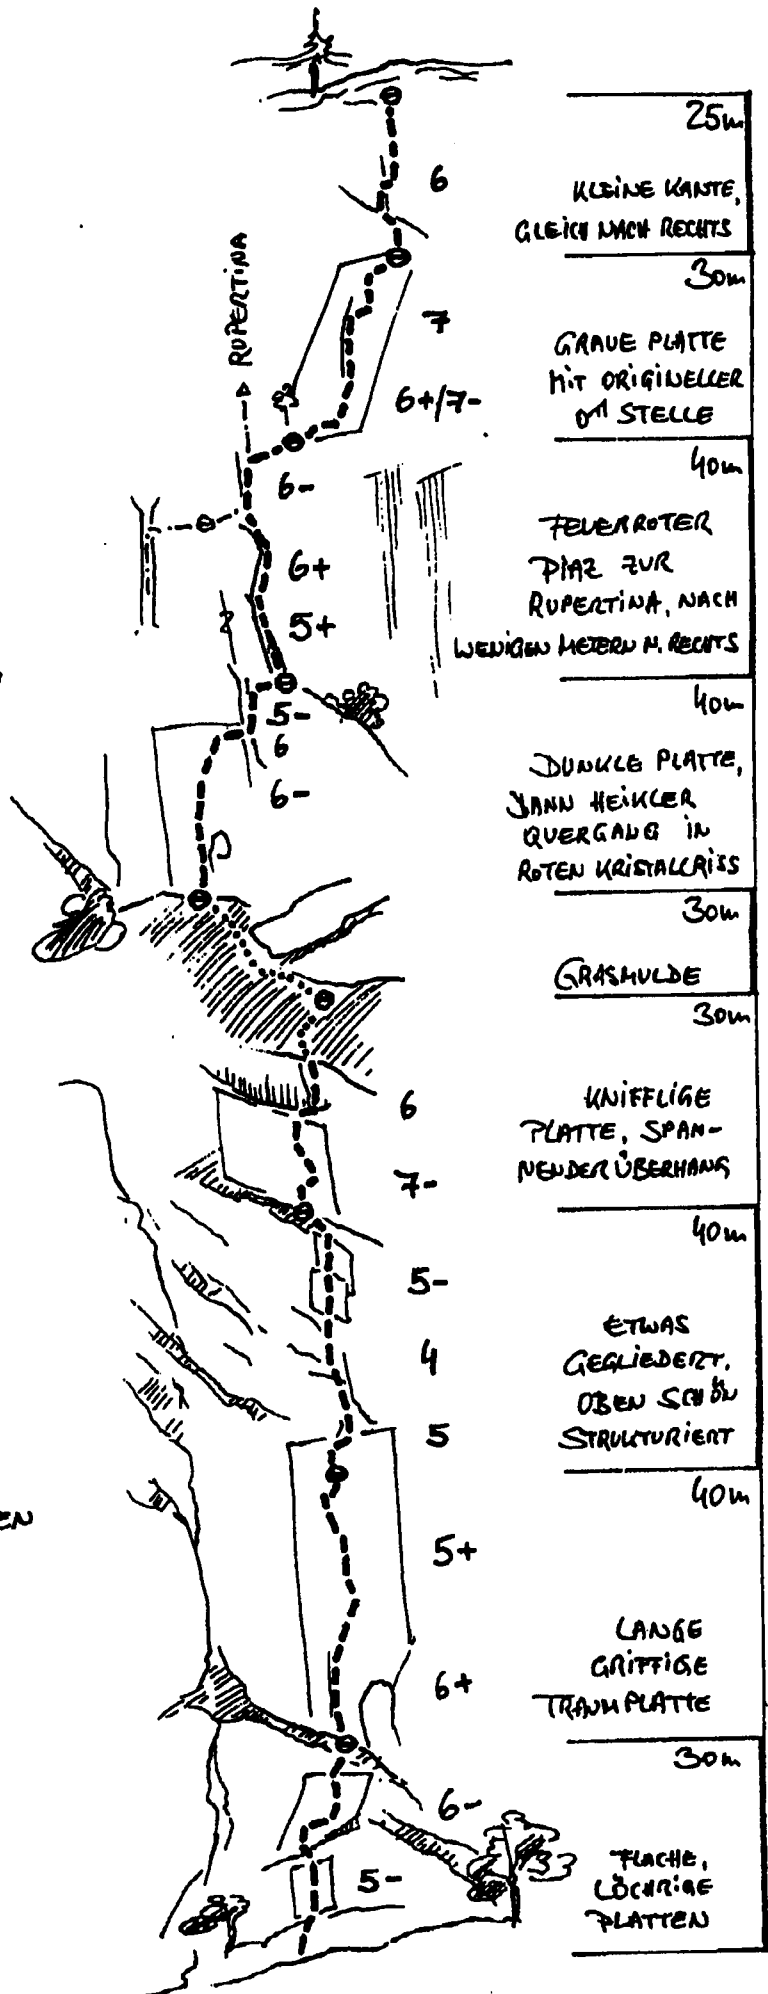 25m
6
KLEINE KANTE,
GLEICH NACH RECHTS
RUPERTINA
30m
7
GRAUE PLATTE
MIT ORIGINELLER
6+/7-
STELLE
40m
6-
FEUERROTER
6+
PIAZ ZUR
5+
RUPERTINA, NACH
WENIGEN METERN N. RECHTS
40m
5-
6
DUNKLE PLATTE,
6-
DANN HEIKLER
QUERGANG IN
ROTEN KRISTALLRISS
30m
GRASMULDE
30m
6
KNIFFLIGE
PLATTE, SPAN-
7-
NENDER ÜBERHANG
40m
5-
ETWAS
4
GEGLIEDERT,
OBEN SCHÖN
5
STRUKTURIERT
40m
EN
5+
LANGE
GRIFFIGE
6+
TRAUMPLATTE
30m
6-
FLACHE,
5-
LÖCHRIGE
PLATTEN